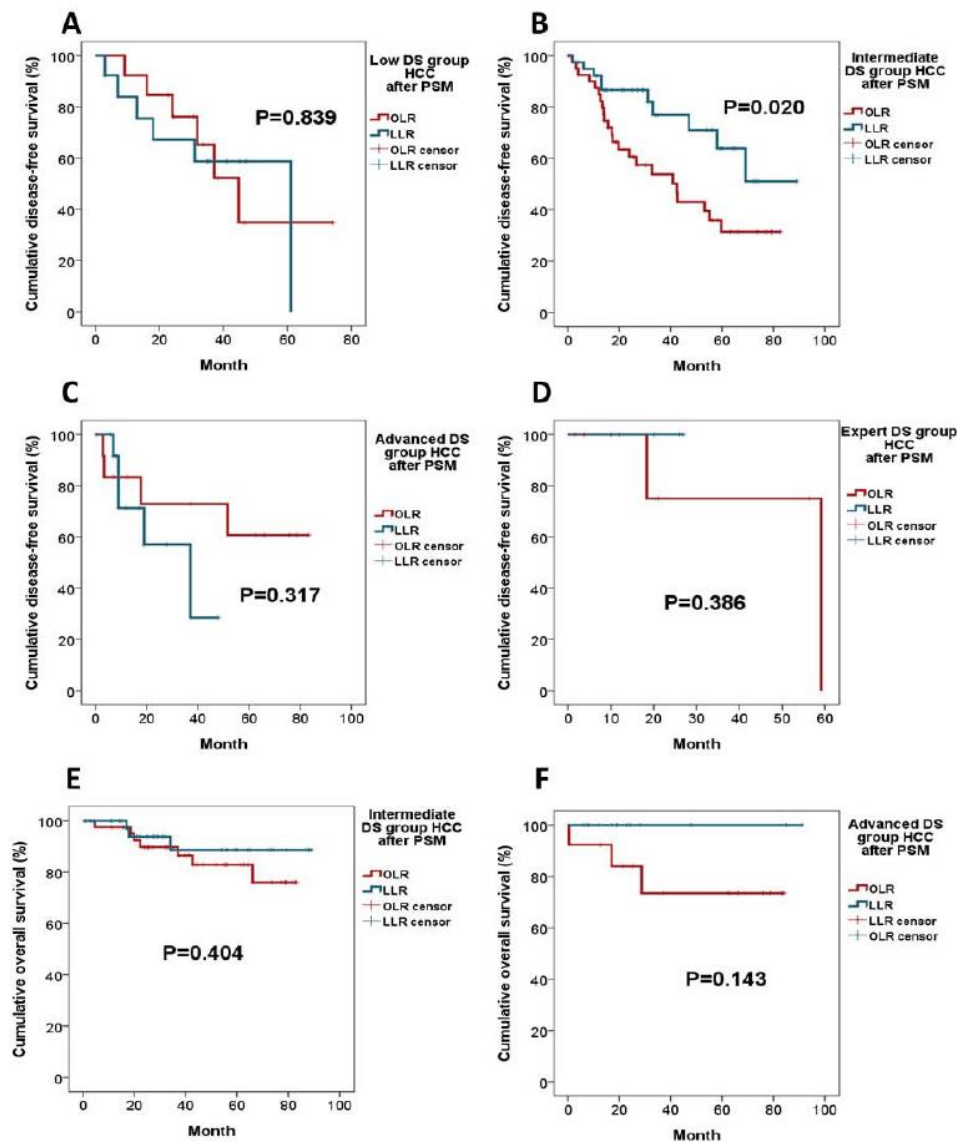 A
Cumulative disease-free survival (%)
100
80
60
40
20
0
0 20 40 60 80
Month
P=0.839
Low DS group
HCC
after PSM
OLR
LLR
OLR censor
LLR censor
B
Cumulative disease-free survival (%)
100
80
60
40
20
0
0 20 40 60 80 100
Month
P=0.020
Intermediate
DS group HCC
after PSM
OLR
LLR
OLR censor
LLR censor
C
Cumulative disease-free survival (%)
100
80
60
40
20
0
0 20 40 60 80 100
Month
P=0.317
Advanced DS
group HCC
after PSM
OLR
LLR
OLR censor
LLR censor
D
Cumulative disease-free survival (%)
100
80
60
40
20
0
0 10 20 30 40 50 60
Month
P=0.386
Expert DS group
HCC
after PSM
OLR
LLR
OLR censor
LLR censor
E
Cumulative overall survival (%)
100
80
60
40
20
0
0 20 40 60 80 100
Month
P=0.404
Intermediate
DS group HCC
after PSM
OLR
LLR
OLR censor
LLR censor
F
Cumulative overall survival (%)
100
80
60
40
20
0
0 20 40 60 80 100
Month
P=0.143
Advanced DS
group HCC
after PSM
OLR
LLR
LLR censor
OLR censor